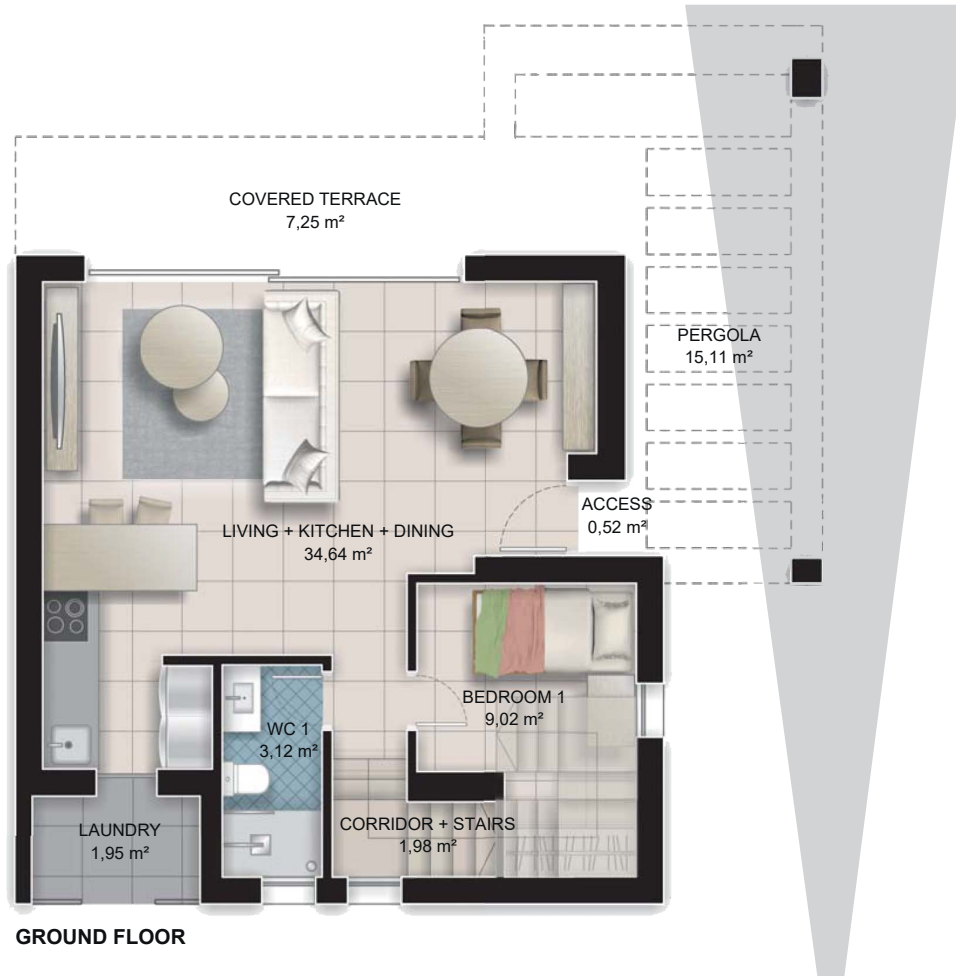 COVERED TERRACE
7,25 m²
PERGOLA
15,11 m²
ACCESS
0,52 m²
LIVING + KITCHEN + DINING
34,64 m²
BEDROOM 1
9,02 m²
WC 1
3,12 m²
LAUNDRY
1,95 m²
CORRIDOR + STAIRS
1,98 m²
GROUND FLOOR